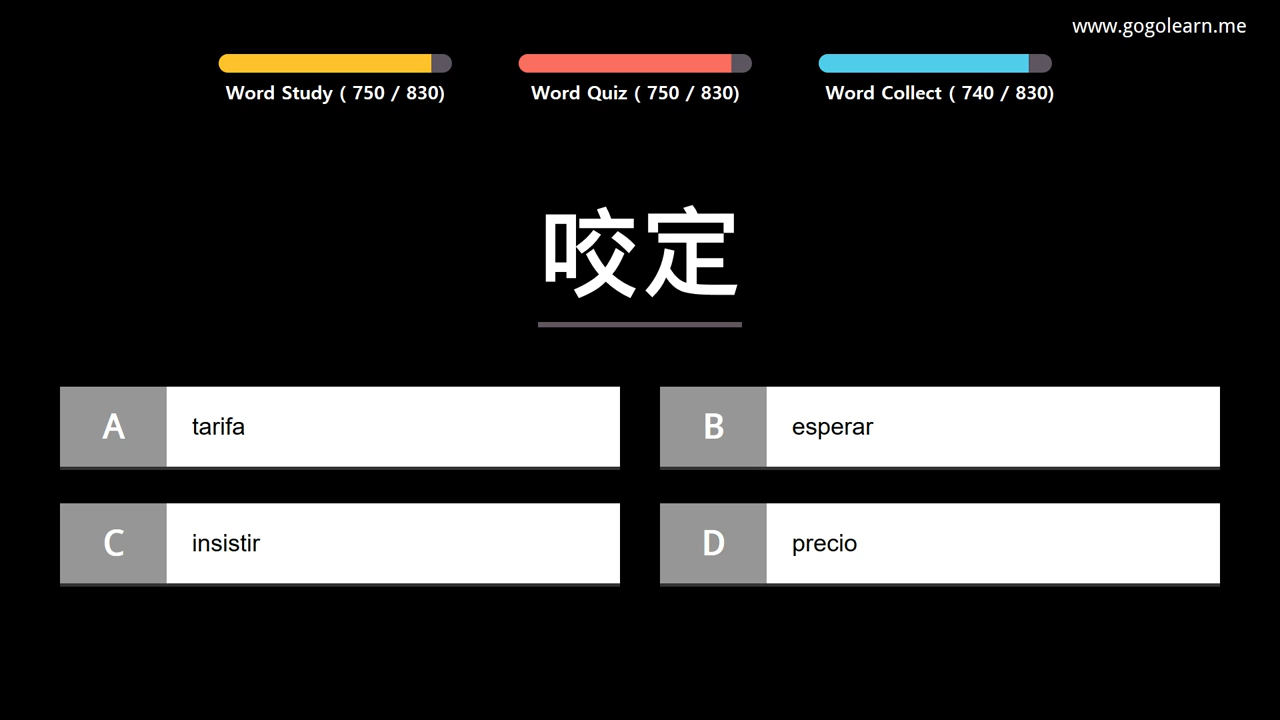 www.gogolearn.me
Word Study ( 750 / 830)
Word Quiz ( 750 / 830)
Word Collect ( 740 / 830)
咬定
A tarifa
B esperar
C insistir
D precio